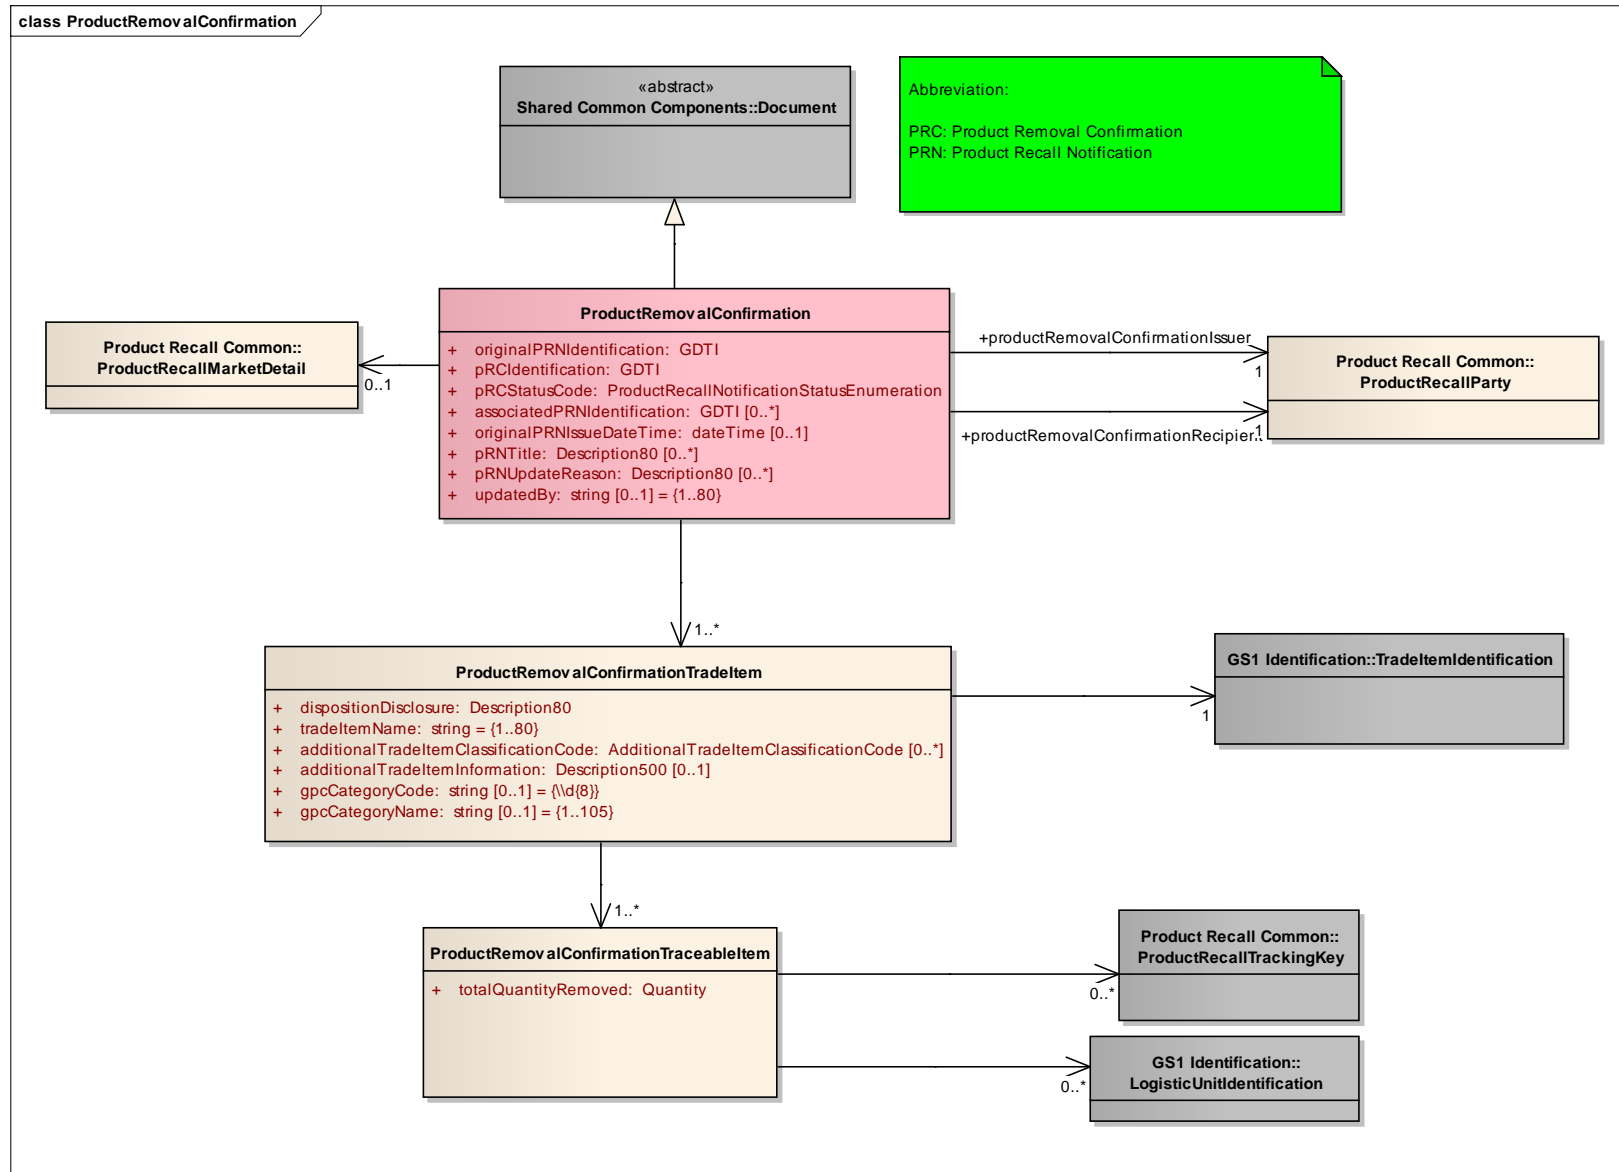 class ProductRemovalConfirmation
«abstract»
Shared Common Components::Document
Abbreviation:
PRC: Product Removal Confirmation
PRN: Product Recall Notification
ProductRemovalConfirmation
+ originalPRNIdentification: GDTI
+ pRCIdentification: GDTI
+ pRCStatusCode: ProductRecallNotificationStatusEnumeration
+ associatedPRNIdentification: GDTI [0..*]
+ originalPRNIssueDateTime: dateTime [0..1]
+ pRNTitle: Description80 [0..*]
+ pRNUpdateReason: Description80 [0..*]
+ updatedBy: string [0..1] = {1..80}
Product Recall Common::
ProductRecallMarketDetail
0..1
+productRemovalConfirmationIssuer
1
+productRemovalConfirmationRecipier..
1
Product Recall Common::
ProductRecallParty
1..*
ProductRemovalConfirmationTradeItem
+ dispositionDisclosure: Description80
+ tradeItemName: string = {1..80}
+ additionalTradeItemClassificationCode: AdditionalTradeItemClassificationCode [0..*]
+ additionalTradeItemInformation: Description500 [0..1]
+ gpcCategoryCode: string [0..1] = {\\d{8}}
+ gpcCategoryName: string [0..1] = {1..105}
GS1 Identification::TradeItemIdentification
1
1..*
ProductRemovalConfirmationTraceableItem
+ totalQuantityRemoved: Quantity
Product Recall Common::
ProductRecallTrackingKey
0..*
GS1 Identification::
LogisticUnitIdentification
0..*